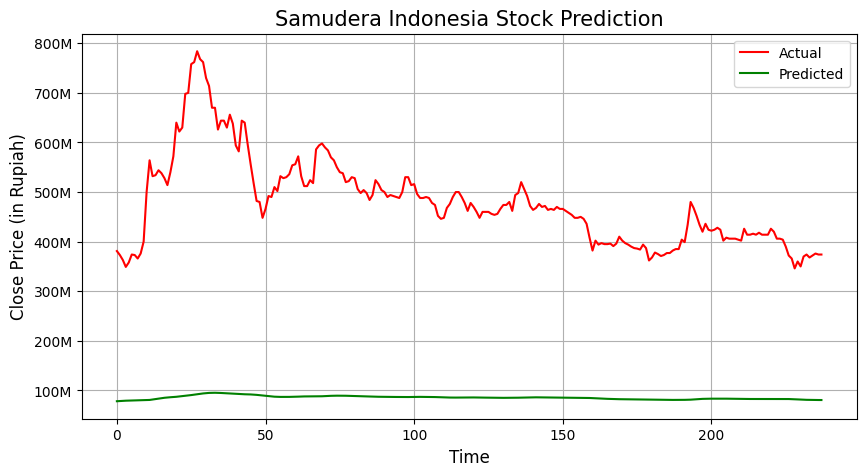 Samudera Indonesia Stock Prediction
Actual
Predicted
800M
700M
600M
500M
400M
300M
200M
100M
Close Price (in Rupiah)
0
50
100
150
200
Time